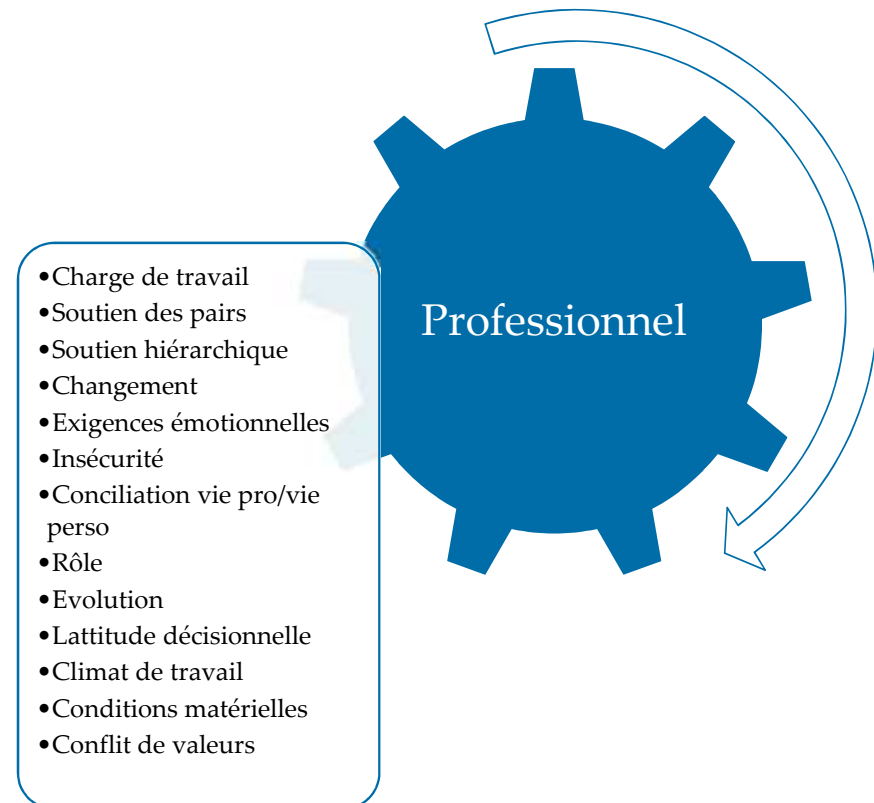 •Charge de travail
•Soutien des pairs
•Soutien hiérarchique
•Changement
•Exigences émotionnelles
•Insécurité
•Conciliation vie pro/vie
perso
•Rôle
•Evolution
•Lattitude décisionnelle
•Climat de travail
•Conditions matérielles
•Conflit de valeurs
Professionnel